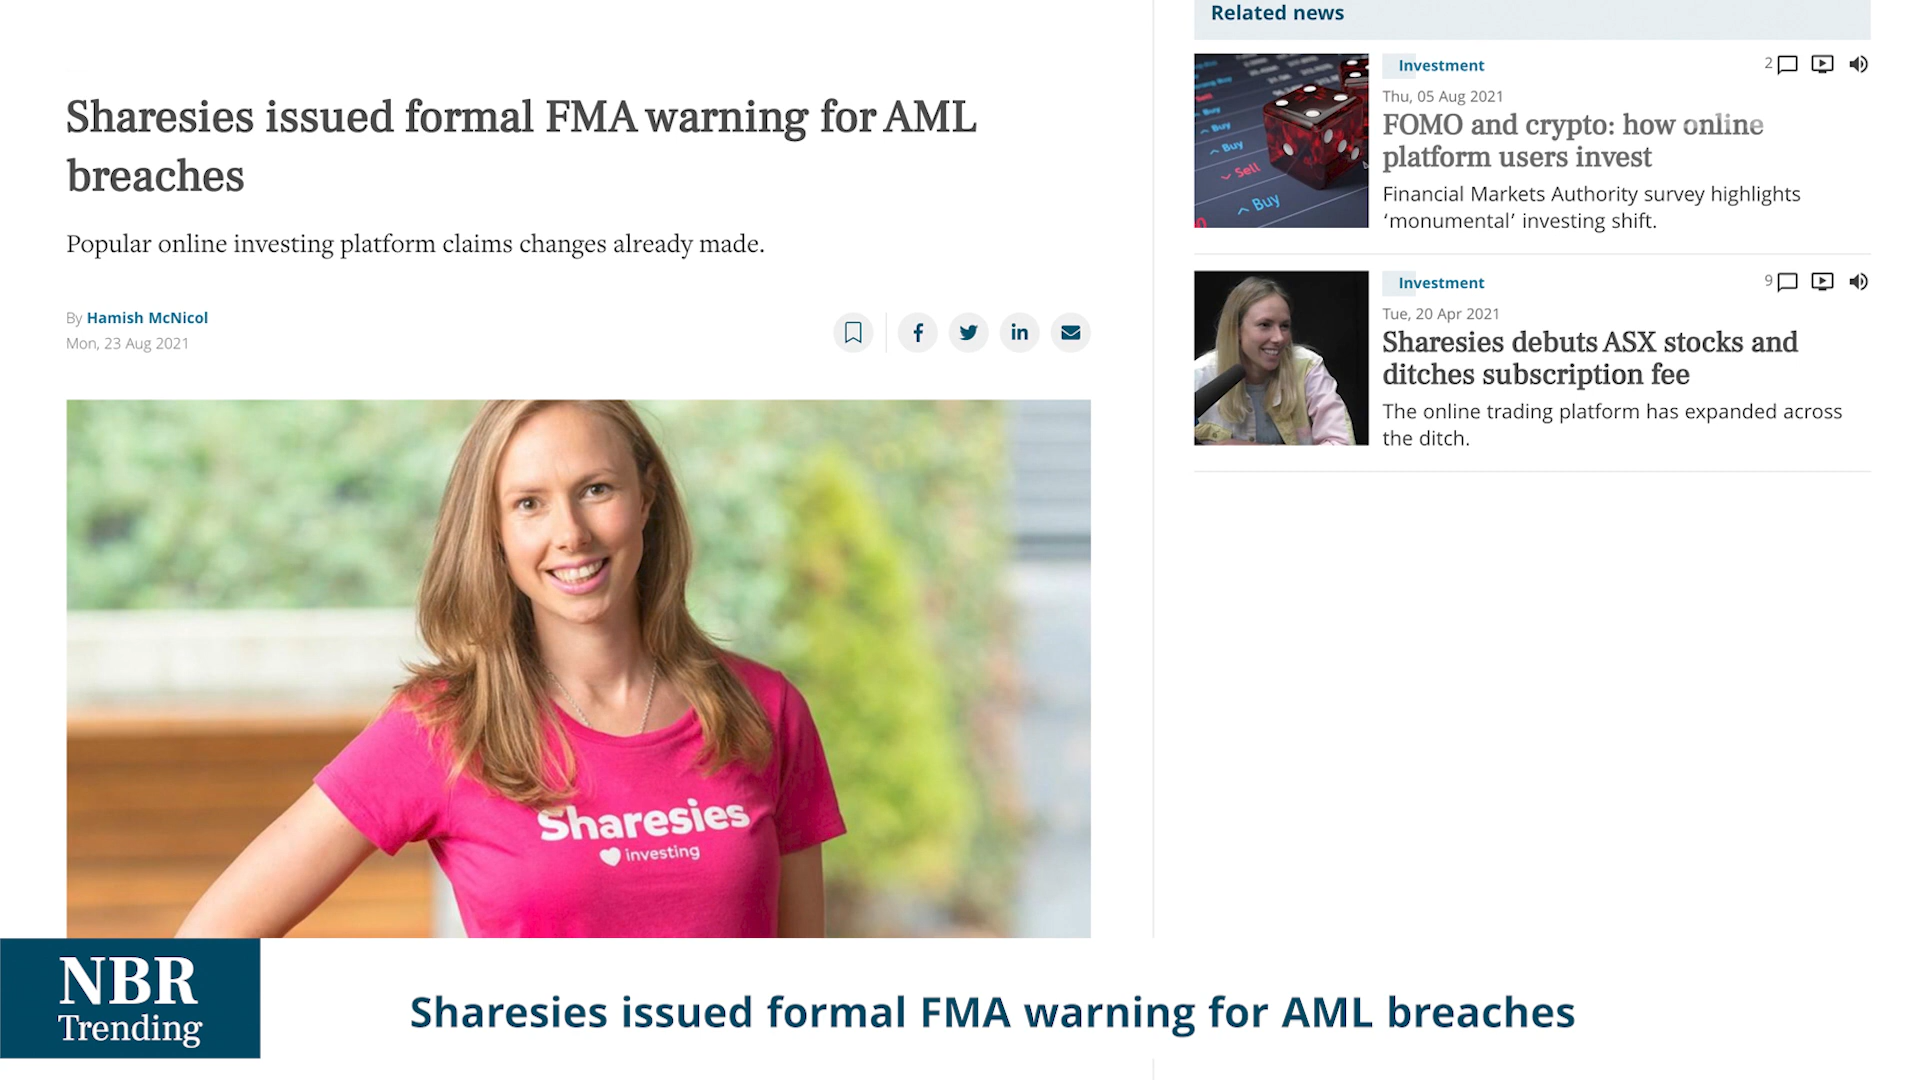 Related news
Sharesies issued formal FMA warning for AML
breaches
Popular online investing platform claims changes already made.
By Hamish McNicol
Mon, 23 Aug 2021
Sharesies
investing
Investment
2
Thu, 05 Aug 2021
FOMO and crypto: how online
platform users invest
Financial Markets Authority survey highlights
‘monumental’ investing shift.
Buy
Buy
Buy
Sell
Buy
Investment
9
Tue, 20 Apr 2021
Sharesies debuts ASX stocks and
ditches subscription fee
The online trading platform has expanded across
the ditch.
NBR
Trending
Sharesies issued formal FMA warning for AML breaches